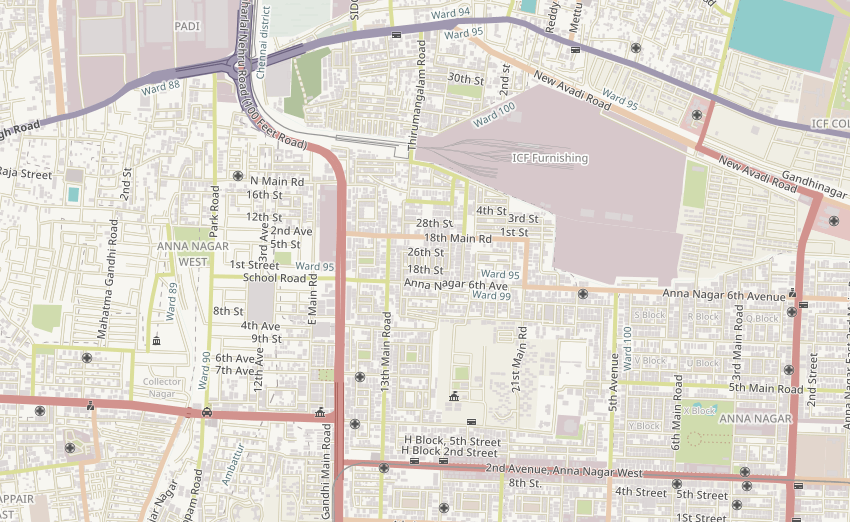 Ward 94
Ward 95
PADI
Chennai district
Thirumangalam Road
Reddy
Mettu
30th St
2nd st
New Avadi Road
Ward 95
Ward 88
Ward 100
ICF COL
ICF Furnishing
New Avadi Road
Gandhinagar
gh Road
Raja Street
2nd St
N Main Rd
16th St
Park Road
12th St
2nd Ave
5th St
3rd Ave
4th St
3rd St
28th St
1st St
18th Main Rd
26th St
18th St
ANNA NAGAR
WEST
1st Street
School Road
Ward 95
Ward 95
Anna Nagar 6th Ave
Ward 99
Anna Nagar 6th Avenue
Mahatma Gandhi Road
Ward 89
E Main Rd
8th St
4th Ave
9th St
S Block
R Block
Q Block
6th Ave
7th Ave
12th Ave
Ward 90
13th Main Road
21st Main Rd
5th Avenue
Ward 100
V Block
U Block
3rd Main Road
2nd Street
Collector
Nagar
5th Main Road
6th Main Road
X Block
W Block
ANNA NAGAR
H Block, 5th Street
H Block 2nd Street
2nd Avenue, Anna Nagar West
8th St.
4th Street
5th Street
1St Street
Gandhi Main Road
Ambattur